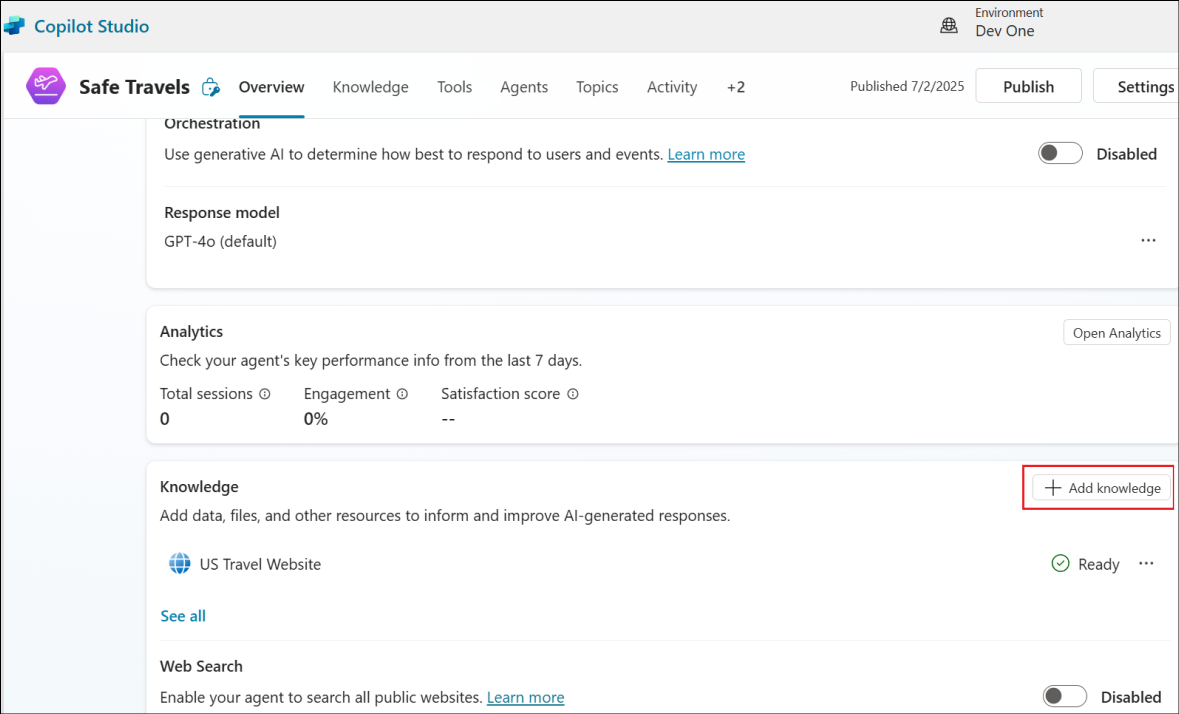 Copilot Studio
Environment
Dev One
Safe Travels
Overview
Knowledge
Tools
Agents
Topics
Activity
+2
Published 7/2/2025
Publish
Settings
Orchestration
Use generative AI to determine how best to respond to users and events. Learn more
Disabled
Response model
GPT-4o (default)
Analytics
Open Analytics
Check your agent's key performance info from the last 7 days.
Total sessions
Engagement
Satisfaction score
0
0%
--
Knowledge
Add knowledge
Add data, files, and other resources to inform and improve AI-generated responses.
US Travel Website
Ready
See all
Web Search
Enable your agent to search all public websites. Learn more
Disabled